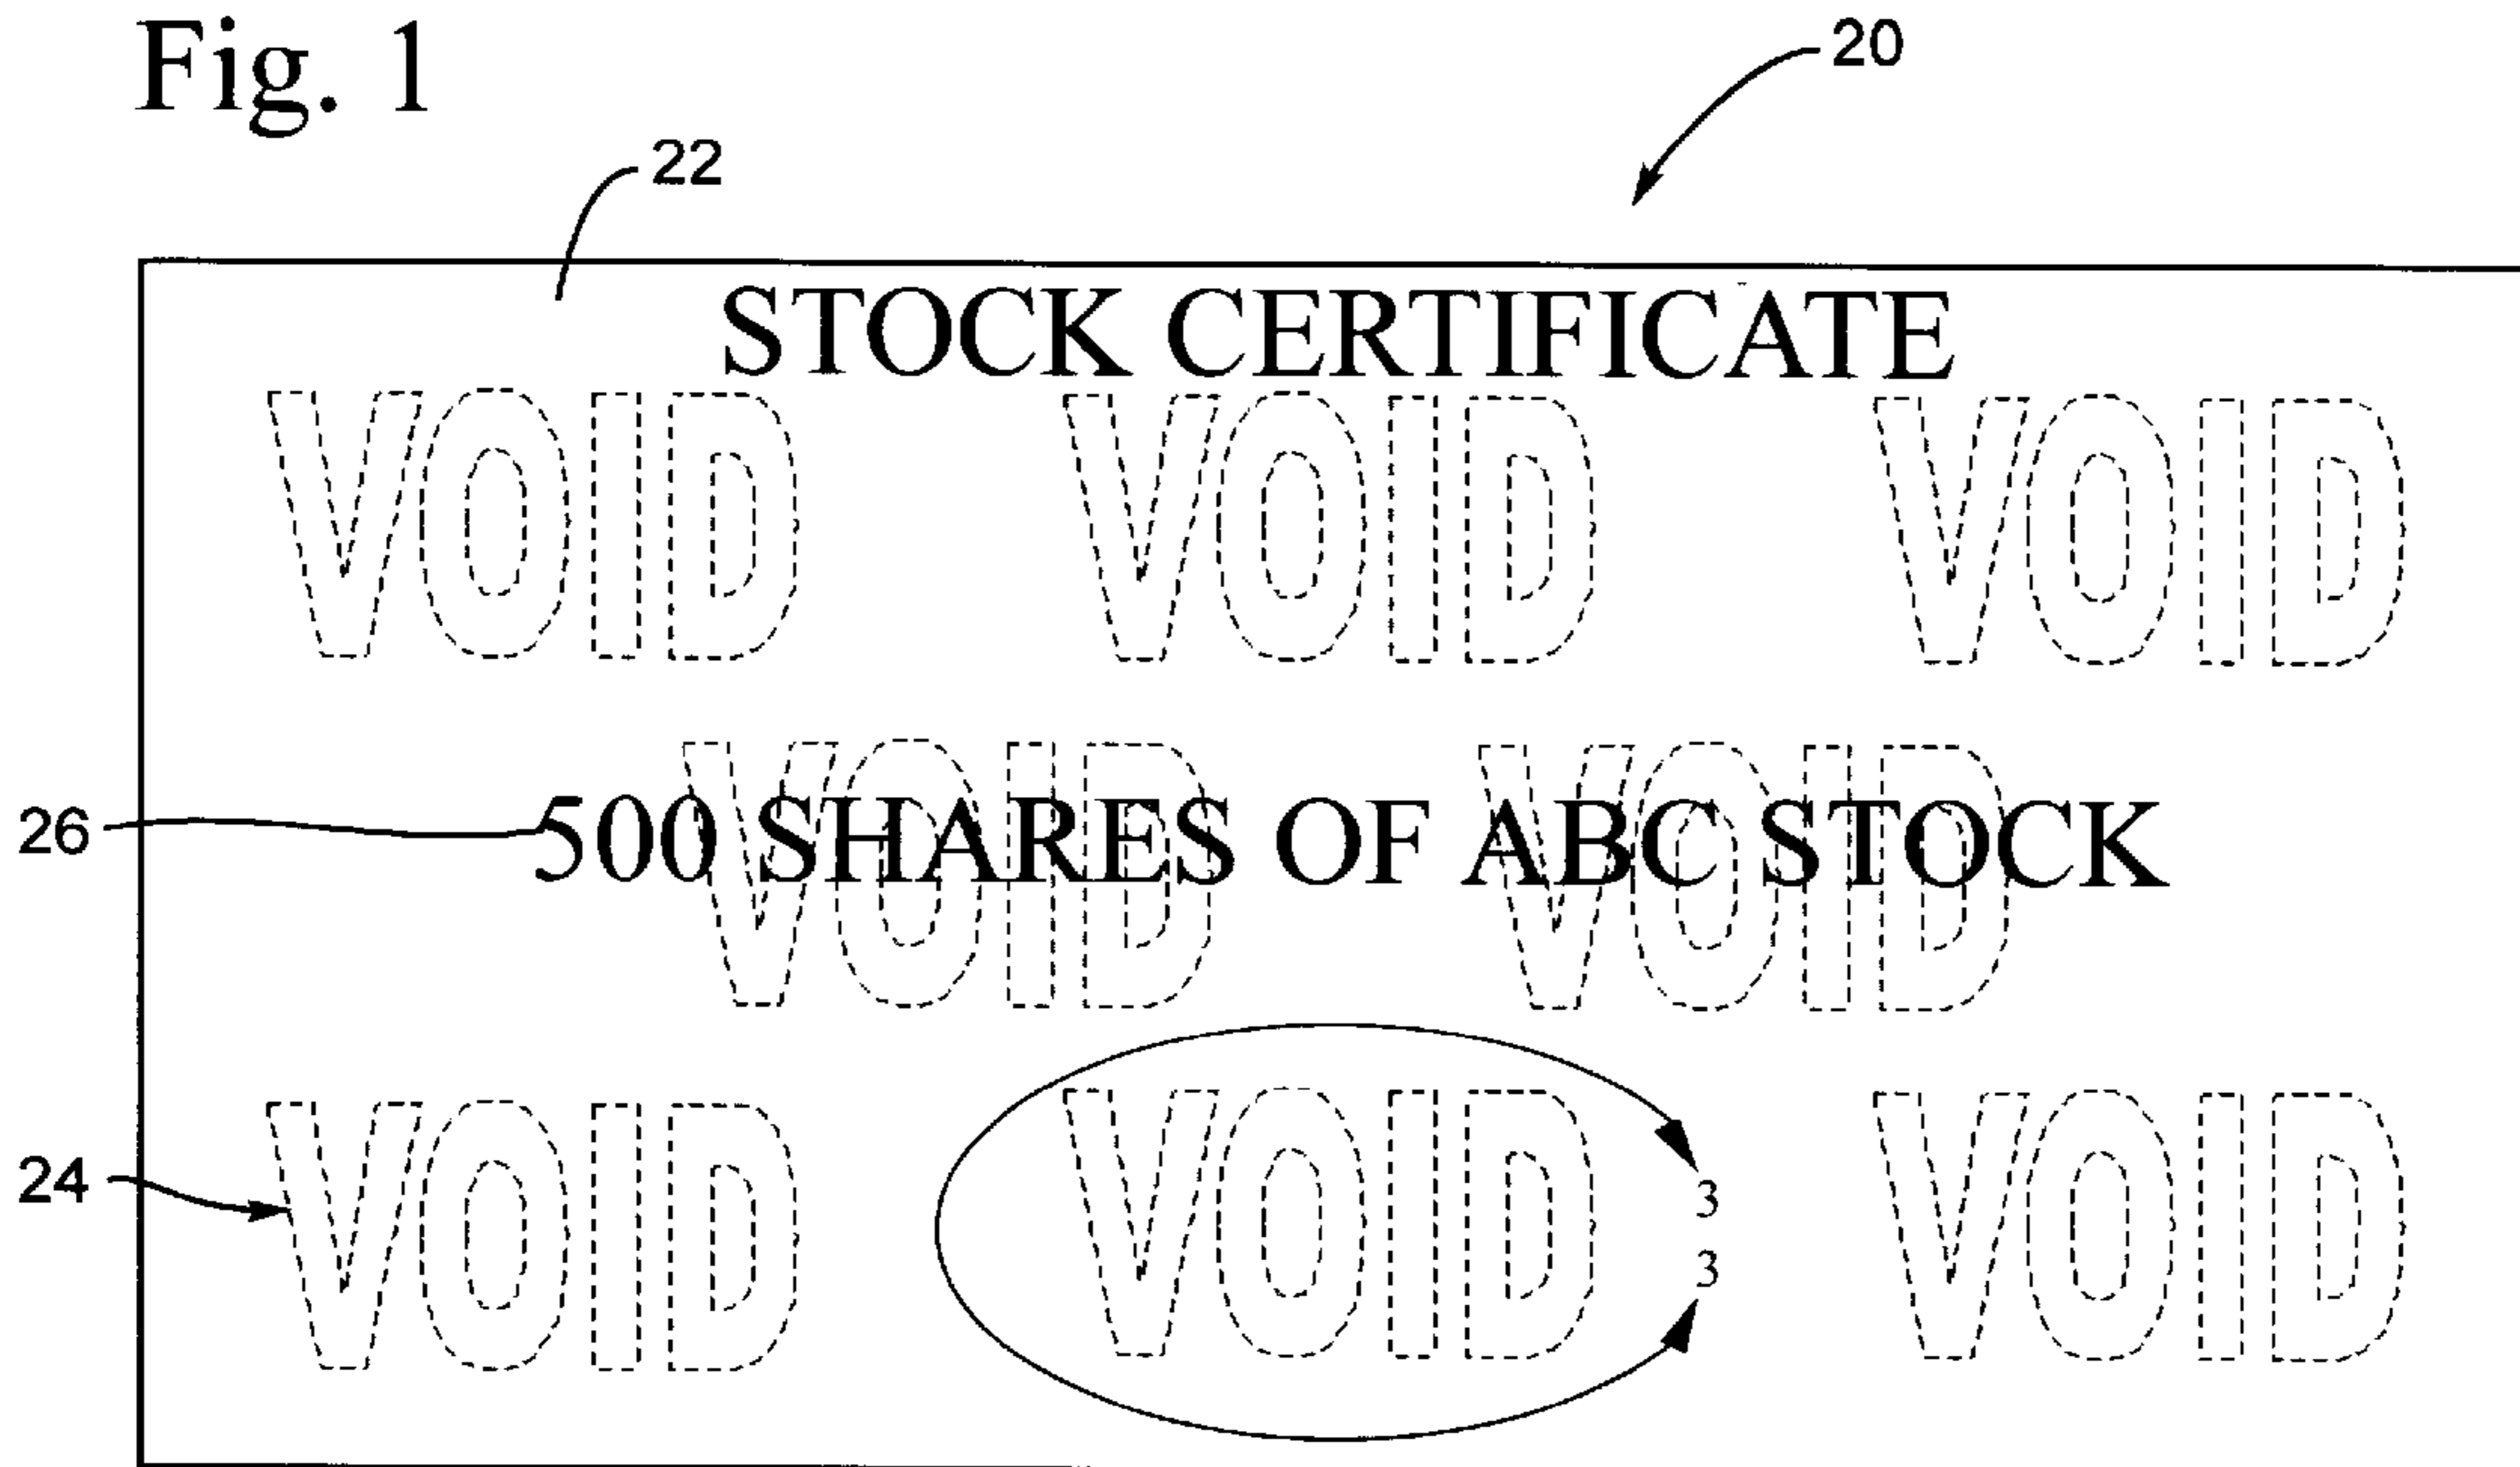 Fig. 1
20
22
STOCK CERTIFICATE
VOID VOID VOID
VOID VOID
26 500 SHARES OF ABC STOCK
24 VOID VOID VOID
3
3